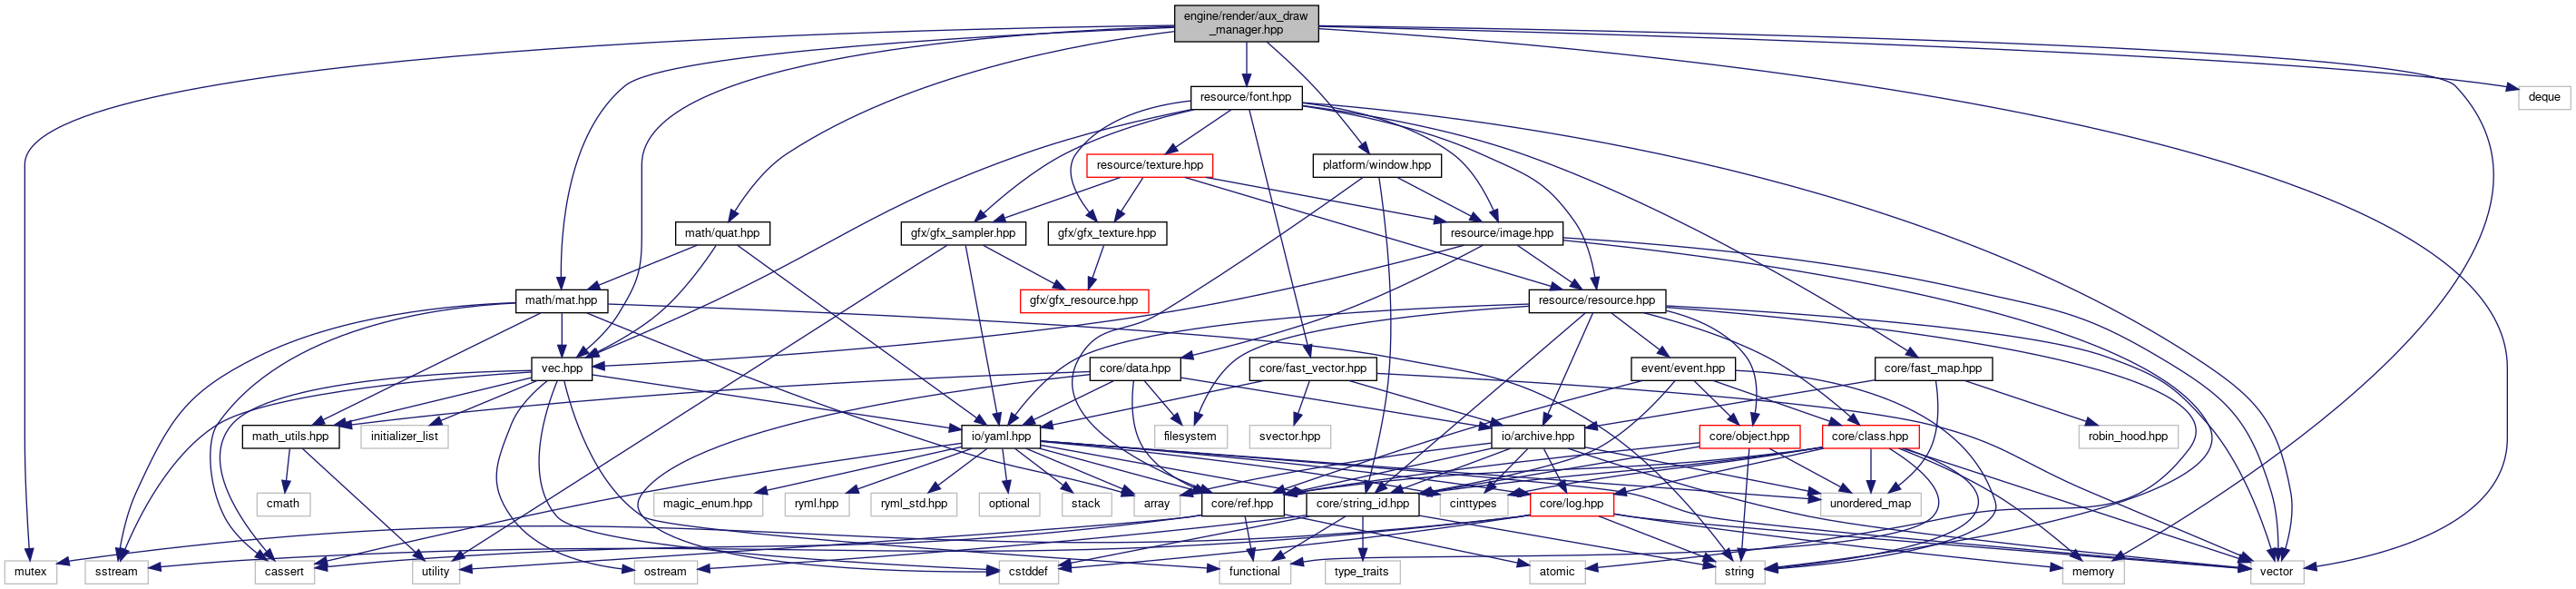 engine/render/aux_draw
_manager.hpp
deque
resource/font.hpp
resource/texture.hpp
platform/window.hpp
math/quat.hpp
gfx/gfx_sampler.hpp
gfx/gfx_texture.hpp
resource/image.hpp
math/mat.hpp
gfx/gfx_resource.hpp
resource/resource.hpp
vec.hpp
core/data.hpp
core/fast_vector.hpp
event/event.hpp
core/fast_map.hpp
math_utils.hpp
initializer_list
io/yaml.hpp
filesystem
svector.hpp
io/archive.hpp
core/object.hpp
core/class.hpp
robin_hood.hpp
cmath
magic_enum.hpp
ryml.hpp
ryml_std.hpp
optional
stack
array
core/ref.hpp
core/string_id.hpp
cinttypes
core/log.hpp
unordered_map
mutex
sstream
cassert
utility
ostream
cstddef
functional
type_traits
atomic
string
memory
vector